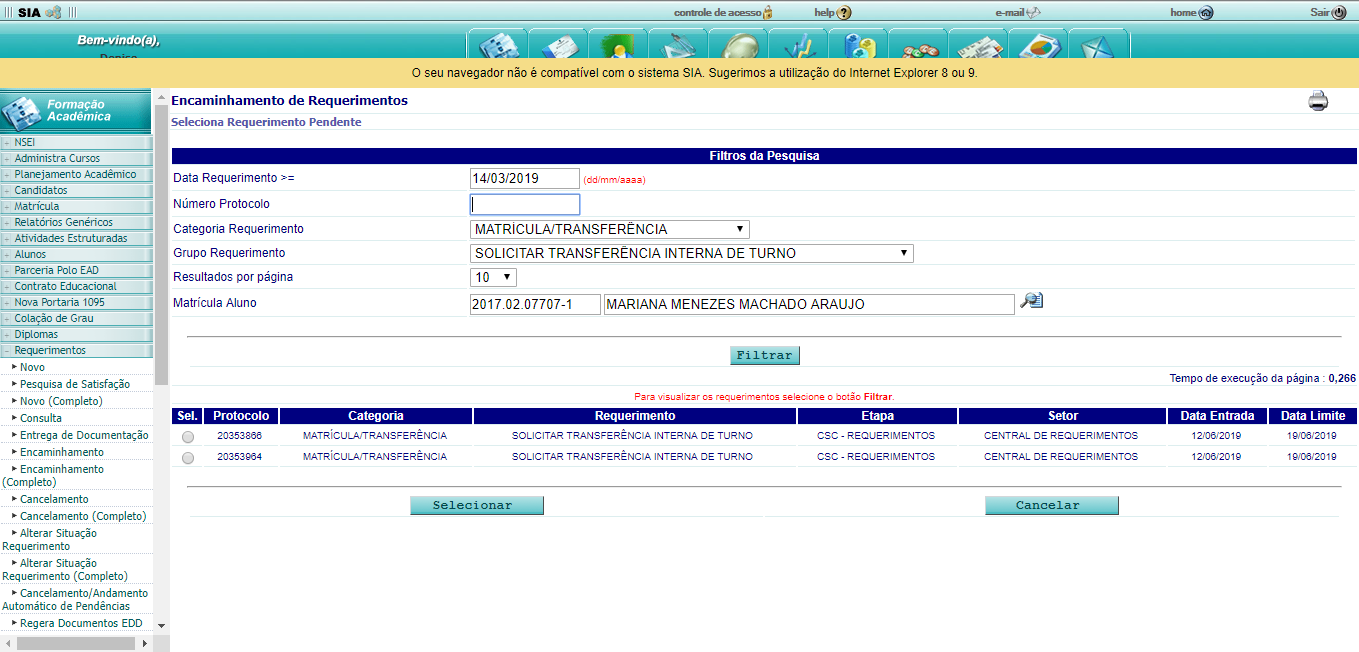 SIA
controle de acesso
help
e-mail
home
Sair
Bem-vindo(a),
O seu navegador não é compatível com o sistema SIA. Sugerimos a utilização do Internet Explorer 8 ou 9.
Formação
Acadêmica
NSEI
Administra Cursos
Planejamento Acadêmico
Candidatos
Matrícula
Relatórios Genéricos
Atividades Estruturadas
Alunos
Parceria Polo EAD
Contrato Educacional
Nova Portaria 1095
Colação de Grau
Diplomas
Requerimentos
Novo
Pesquisa de Satisfação
Novo (Completo)
Consulta
Entrega de Documentação
Encaminhamento
Encaminhamento
(Completo)
Cancelamento
Cancelamento (Completo)
Alterar Situação
Requerimento
Alterar Situação
Requerimento (Completo)
Cancelamento/Andamento
Automático de Pendências
Regera Documentos EDD
Encaminhamento de Requerimentos
Seleciona Requerimento Pendente
Filtros da Pesquisa
Data Requerimento >= 14/03/2019 (dd/mm/aaaa)
Número Protocolo
Categoria Requerimento MATRÍCULA/TRANSFERÊNCIA
Grupo Requerimento SOLICITAR TRANSFERÊNCIA INTERNA DE TURNO
Resultados por página 10
Matrícula Aluno 2017.02.07707-1 MARIANA MENEZES MACHADO ARAUJO
Filtrar
Tempo de execução da página : 0,266
Para visualizar os requerimentos selecione o botão Filtrar.
Sel. Protocolo Categoria Requerimento Etapa Setor Data Entrada Data Limite
20353866 MATRÍCULA/TRANSFERÊNCIA SOLICITAR TRANSFERÊNCIA INTERNA DE TURNO CSC - REQUERIMENTOS CENTRAL DE REQUERIMENTOS 12/06/2019 19/06/2019
20353964 MATRÍCULA/TRANSFERÊNCIA SOLICITAR TRANSFERÊNCIA INTERNA DE TURNO CSC - REQUERIMENTOS CENTRAL DE REQUERIMENTOS 12/06/2019 19/06/2019
Selecionar Cancelar